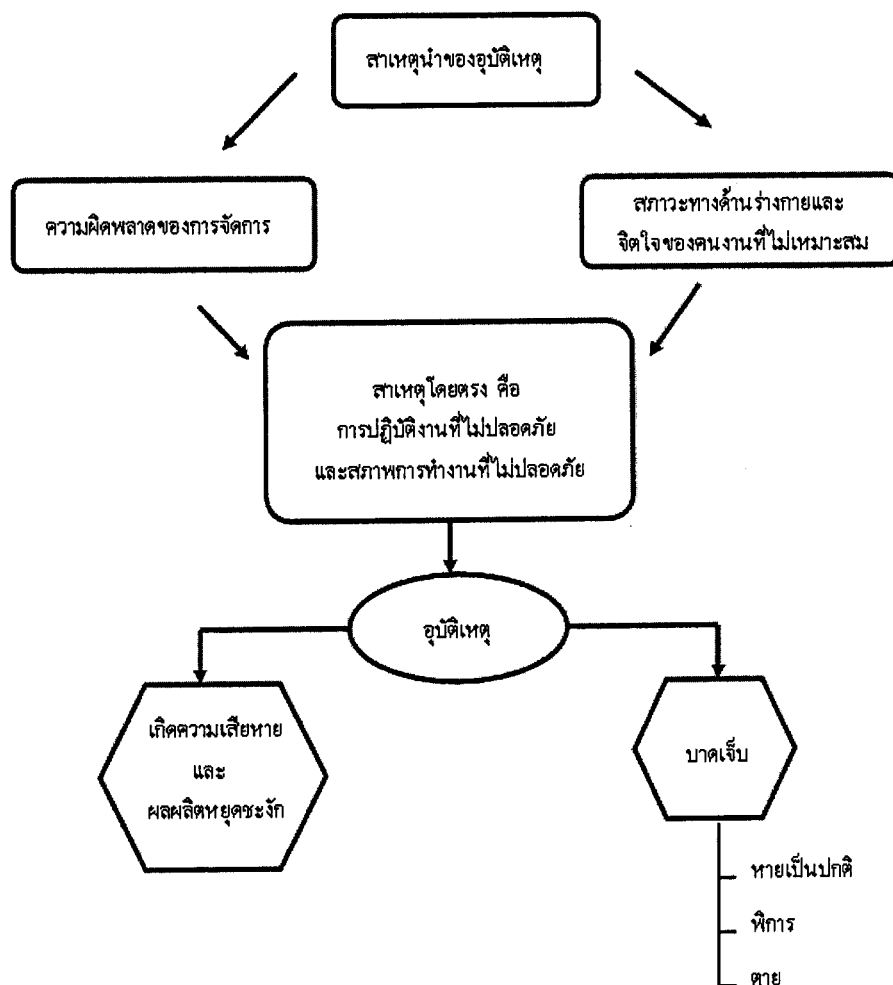 สาเหตุนำของอุบัติเหตุ
ความผิดพลาดของการจัดการ
สภาวะทางด้านร่างกายและ
จิตใจของคนงานที่ไม่เหมาะสม
สาเหตุโดยตรง คือ
การปฏิบัติงานที่ไม่ปลอดภัย
และสภาพการทำงานที่ไม่ปลอดภัย
อุบัติเหตุ
เกิดความเสียหาย
และ
ผลผลิตหยุดชะงัก
บาดเจ็บ
หายเป็นปกติ
พิการ
ตาย